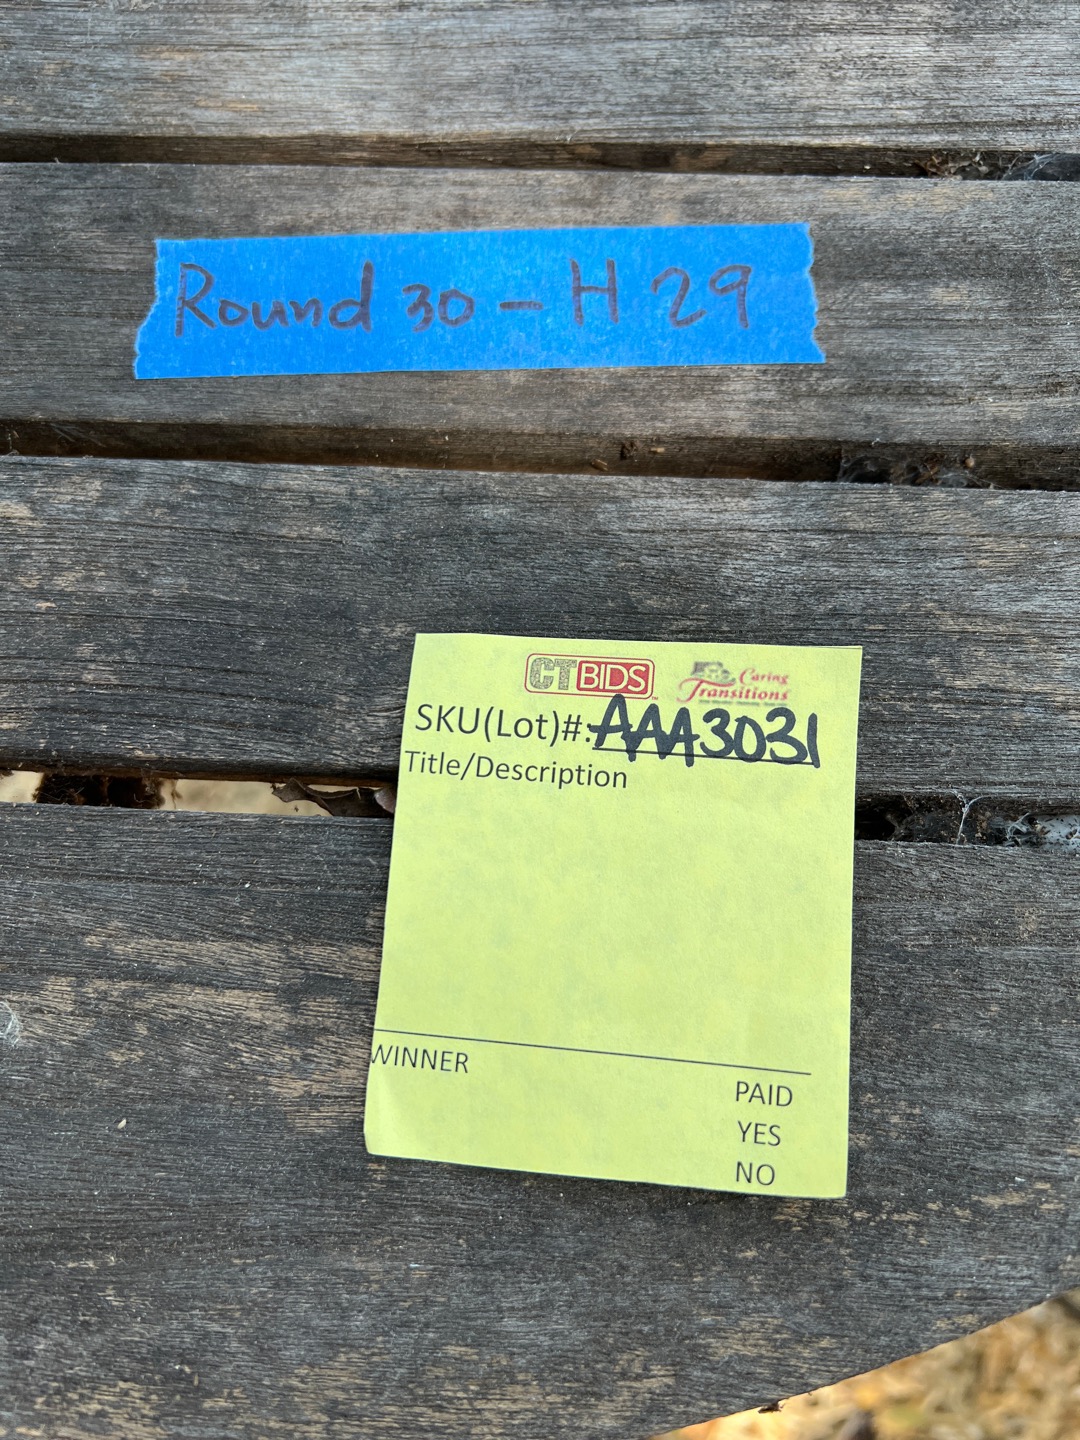 Round 30 - H 29
CTBIDS
Caring
Transitions
SKU(Lot)#: AAA3031
Title/Description
WINNER
PAID
YES
NO